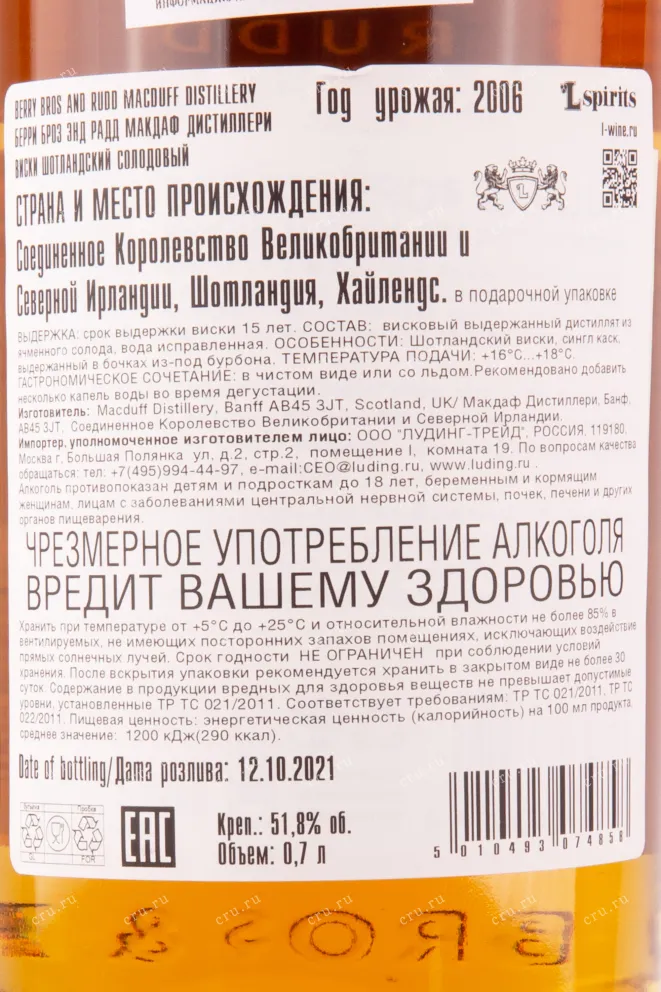 BERRY BROS AND RUDD MACDUFF DISTILLERY
БЕРРИ БРОЗ ЭНД РАДД МАКДАФ ДИСТИЛЛЕРИ
ВИСКИ ШОТЛАНДСКИЙ СОЛОДОВЫЙ
Год урожая: 2006
L spirits
l-wine.ru
СТРАНА И МЕСТО ПРОИСХОЖДЕНИЯ:
Соединенное Королевство Великобритании и
Северной Ирландии, Шотландия, Хайлендс. в подарочной упаковке
ВЫДЕРЖКА: срок выдержки виски 15 лет. СОСТАВ: висковый выдержанный дистиллят из
ячменного солода, вода исправленная. ОСОБЕННОСТИ: Шотландский виски, сингл каск,
выдержанный в бочках из-под бурбона. ТЕМПЕРАТУРА ПОДАЧИ: +16°С...+18°С.
ГАСТРОНОМИЧЕСКОЕ СОЧЕТАНИЕ: в чистом виде или со льдом.Рекомендовано добавить
несколько капель воды во время дегустации.
Изготовитель: Macduff Distillery, Banff AB45 3JT, Scotland, UK/ Макдаф Дистиллери, Банф,
AB45 3JT, Соединенное Королевство Великобритании и Северной Ирландии.
Импортер, уполномоченное изготовителем лицо: ООО "ЛУДИНГ-ТРЕЙД", РОССИЯ, 119180,
Москва г, Большая Полянка ул, д.2, стр.2, помещение I, комната 19. По вопросам качества
обращаться: тел: +7(495)994-44-97, e-mail:CEO@luding.ru, www.luding.ru .
Алкоголь противопоказан детям и подросткам до 18 лет, беременным и кормящим
женщинам, лицам с заболеваниями центральной нервной системы, почек, печени и других
органов пищеварения.
ЧРЕЗМЕРНОЕ УПОТРЕБЛЕНИЕ АЛКОГОЛЯ
ВРЕДИТ ВАШЕМУ ЗДОРОВЬЮ
Хранить при температуре от +5°С до +25°С и относительной влажности не более 85% в
вентилируемых, не имеющих посторонних запахов помещениях, исключающих воздействие
прямых солнечных лучей. Срок годности НЕ ОГРАНИЧЕН при соблюдении условий
хранения. После вскрытия упаковки рекомендуется хранить в закрытом виде не более 30
суток. Содержание в продукции вредных для здоровья веществ не превышает допустимые
уровни, установленные ТР ТС 021/2011. Соответствует требованиям: ТР ТС 021/2011, ТР ТС
022/2011. Пищевая ценность: энергетическая ценность (калорийность) на 100 мл продукта,
среднее значение: 1200 кДж(290 ккал).
Date of bottling/Дата розлива: 12.10.2021
Бутылка Пробка
GL FOR
EAC
Креп.: 51,8% об.
Объем: 0,7 л
5 010493 074858
BROS &
cru.ru